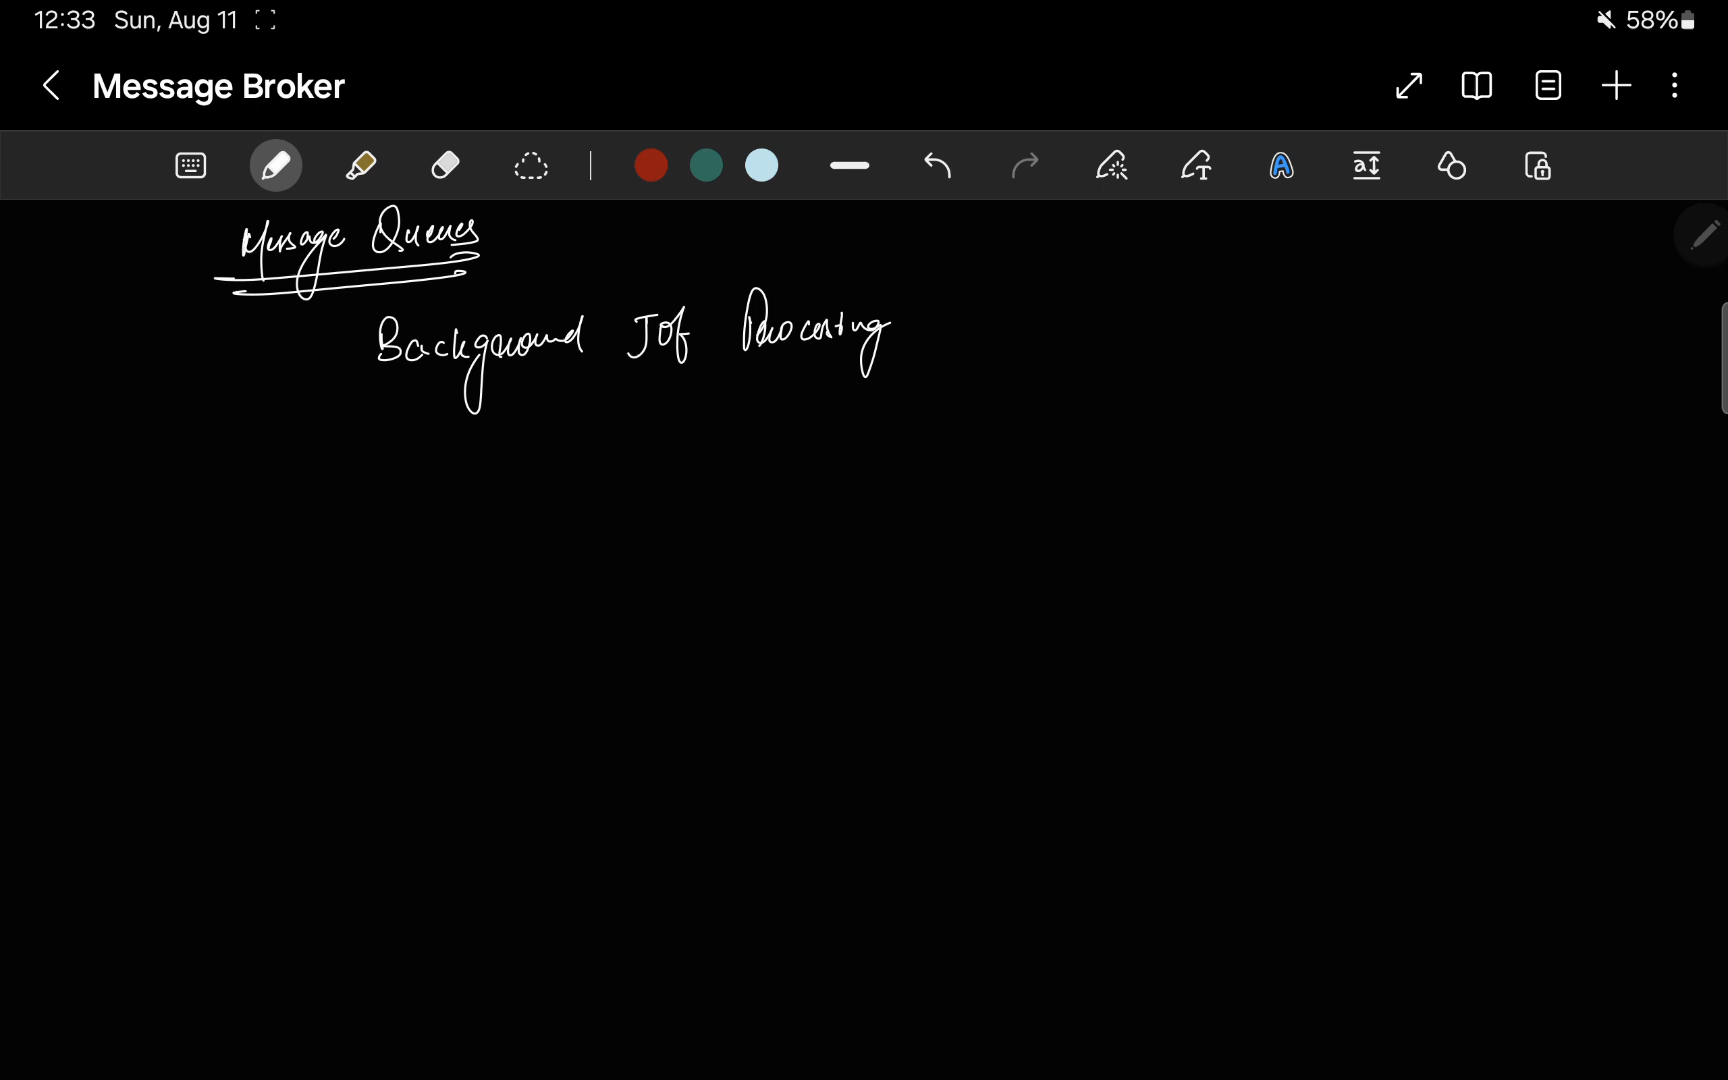 12:33 Sun, Aug 11 58%
Message Broker
Message Queues
Background Job Processing